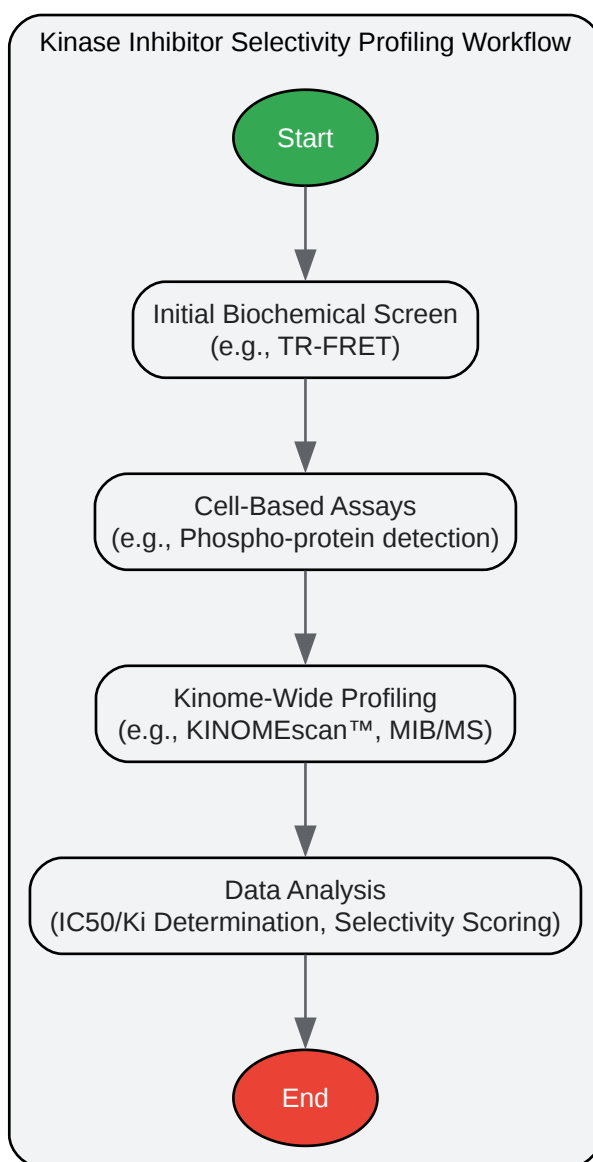 Kinase Inhibitor Selectivity Profiling Workflow
Start
Initial Biochemical Screen
(e.g., TR-FRET)
Cell-Based Assays
(e.g., Phospho-protein detection)
Kinome-Wide Profiling
(e.g., KINOMEscan™, MIB/MS)
Data Analysis
(IC50/Ki Determination, Selectivity Scoring)
End